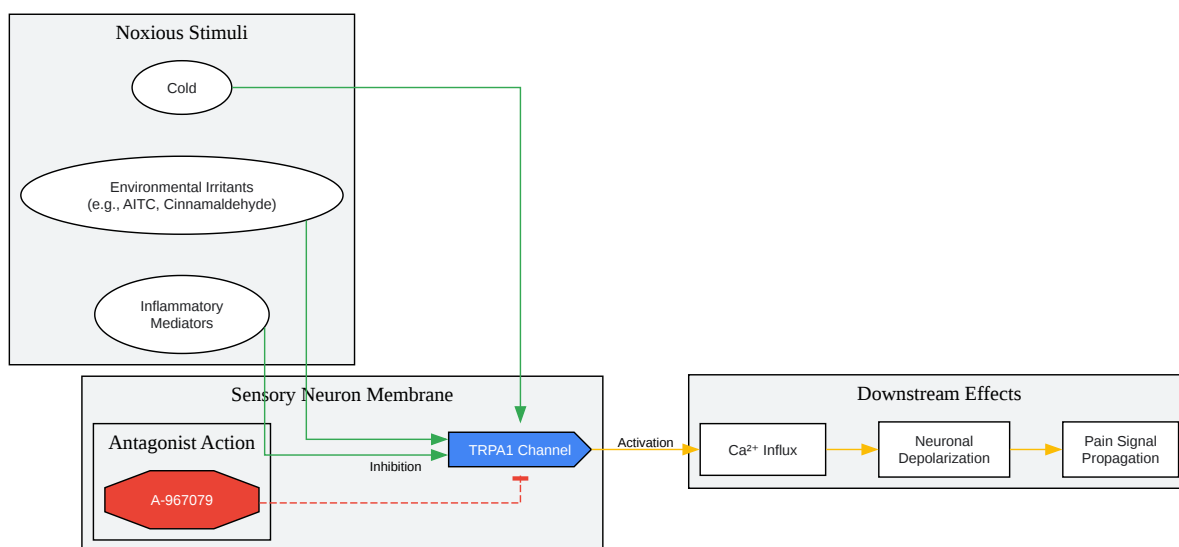 Noxious Stimuli
Cold
Environmental Irritants
(e.g., AITC, Cinnamaldehyde)
Inflammatory
Mediators
Sensory Neuron Membrane
Antagonist Action
A-967079
Inhibition
TRPA1 Channel
Activation
Downstream Effects
Ca²⁺ Influx
Neuronal
Depolarization
Pain Signal
Propagation